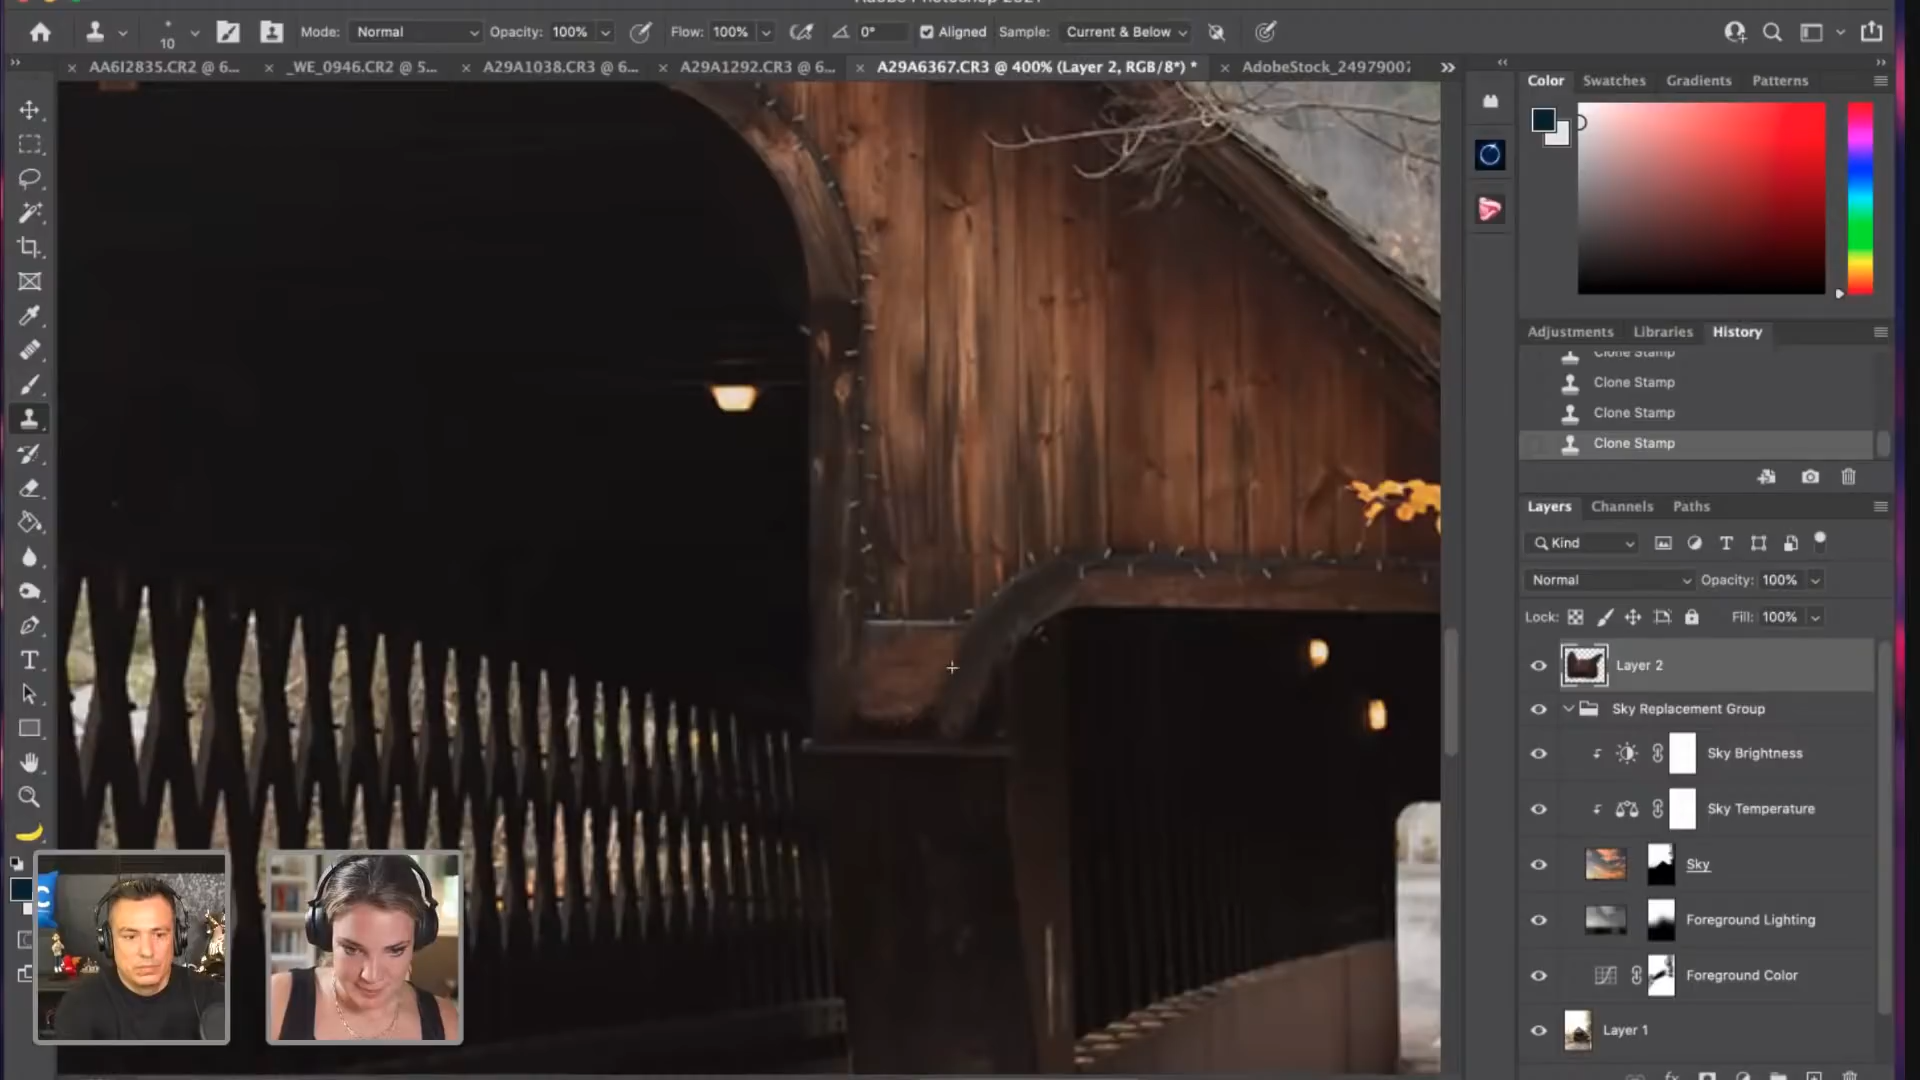 10
Mode: Normal
Opacity: 100%
Flow: 100%
0°
Aligned
Sample: Current & Below
AA6I2835.CR2 @ 6...
_WE_0946.CR2 @ 5...
A29A1038.CR3 @ 6...
A29A1292.CR3 @ 6...
A29A6367.CR3 @ 400% (Layer 2, RGB/8*) *
AdobeStock_24979007
Color
Swatches
Gradients
Patterns
Adjustments
Libraries
History
Clone Stamp
Clone Stamp
Clone Stamp
Clone Stamp
Layers
Channels
Paths
Kind
Normal
Opacity: 100%
Lock:
Fill: 100%
Layer 2
Sky Replacement Group
Sky Brightness
Sky Temperature
Sky
Foreground Lighting
Foreground Color
Layer 1